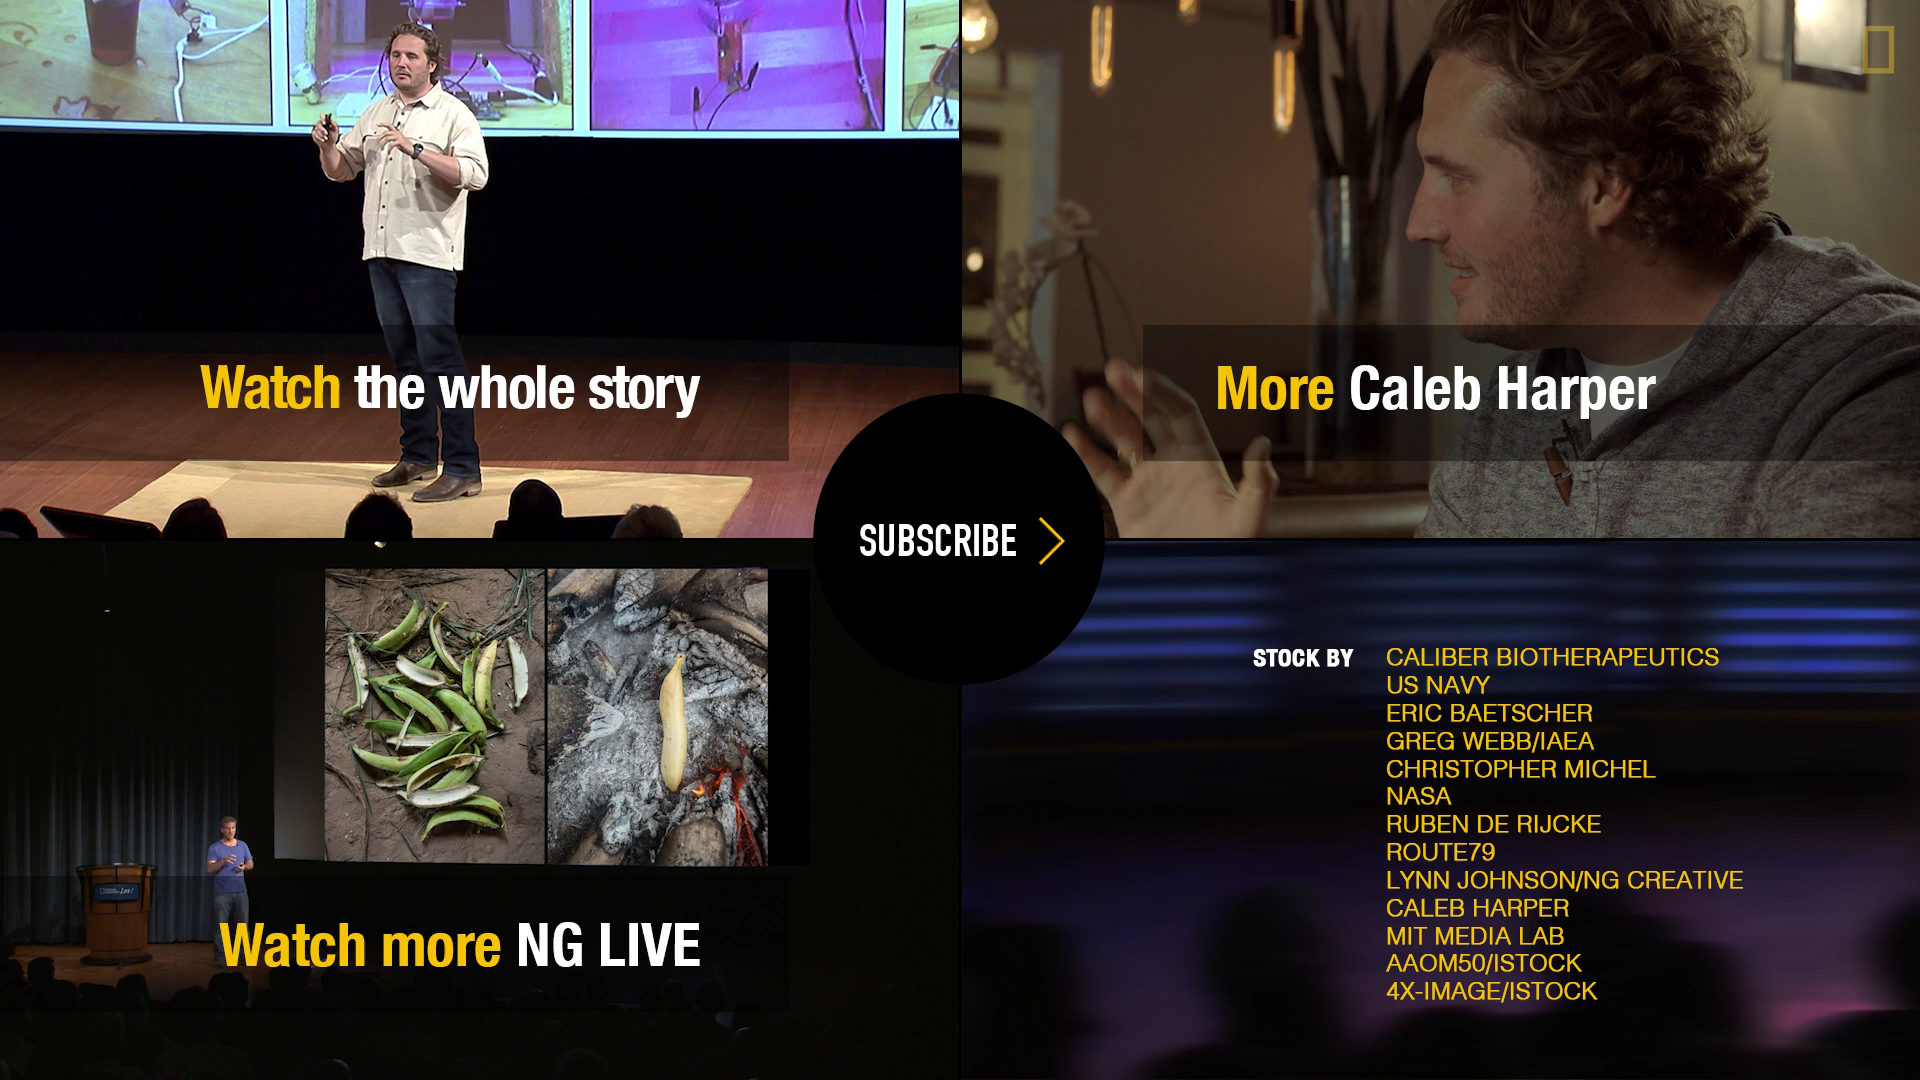 Watch the whole story
More Caleb Harper
SUBSCRIBE
Watch more NG LIVE
STOCK BY CALIBER BIOTHERAPEUTICS
US NAVY
ERIC BAETSCHER
GREG WEBB/IAEA
CHRISTOPHER MICHEL
NASA
RUBEN DE RIJCKE
ROUTE79
LYNN JOHNSON/NG CREATIVE
CALEB HARPER
MIT MEDIA LAB
AAOM50/ISTOCK
4X-IMAGE/ISTOCK